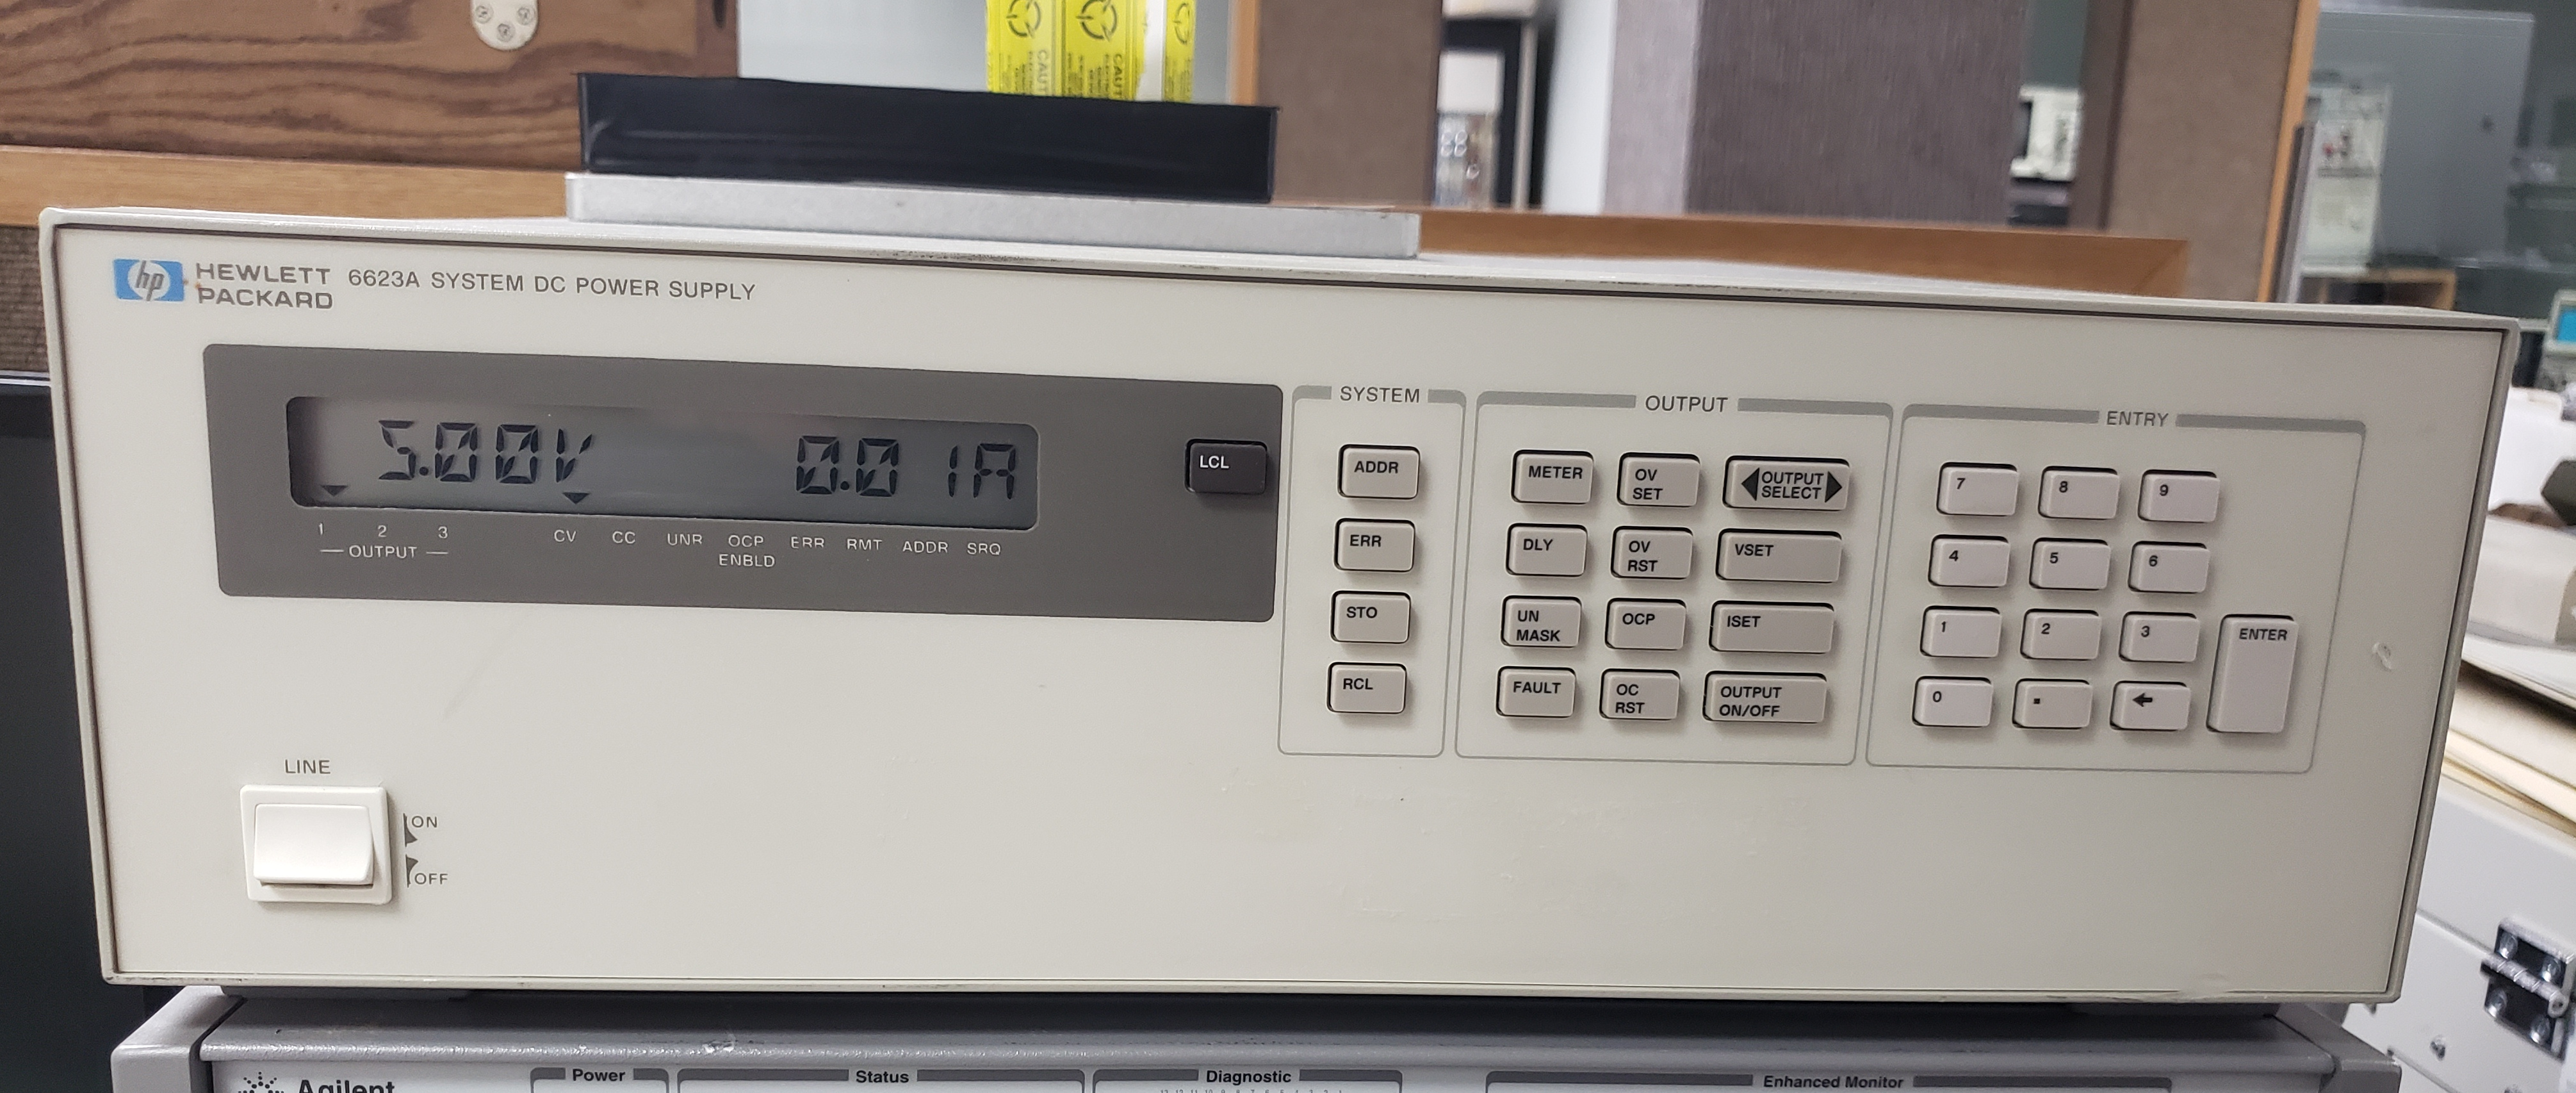 CAUT
CAUT
hp HEWLETT PACKARD 6623A SYSTEM DC POWER SUPPLY
5.00V 0.01A
1 2 3
OUTPUT
CV CC UNR OCP ENBLD ERR RMT ADDR SRQ
LCL
SYSTEM
ADDR
ERR
STO
RCL
OUTPUT
METER OV SET OUTPUT SELECT
DLY OV RST VSET
UN MASK OCP ISET
FAULT OC RST OUTPUT ON/OFF
ENTRY
7 8 9
4 5 6
1 2 3 ENTER
0 . ←
LINE
ON
OFF
Agilent Power Status Diagnostic Enhanced Monitor